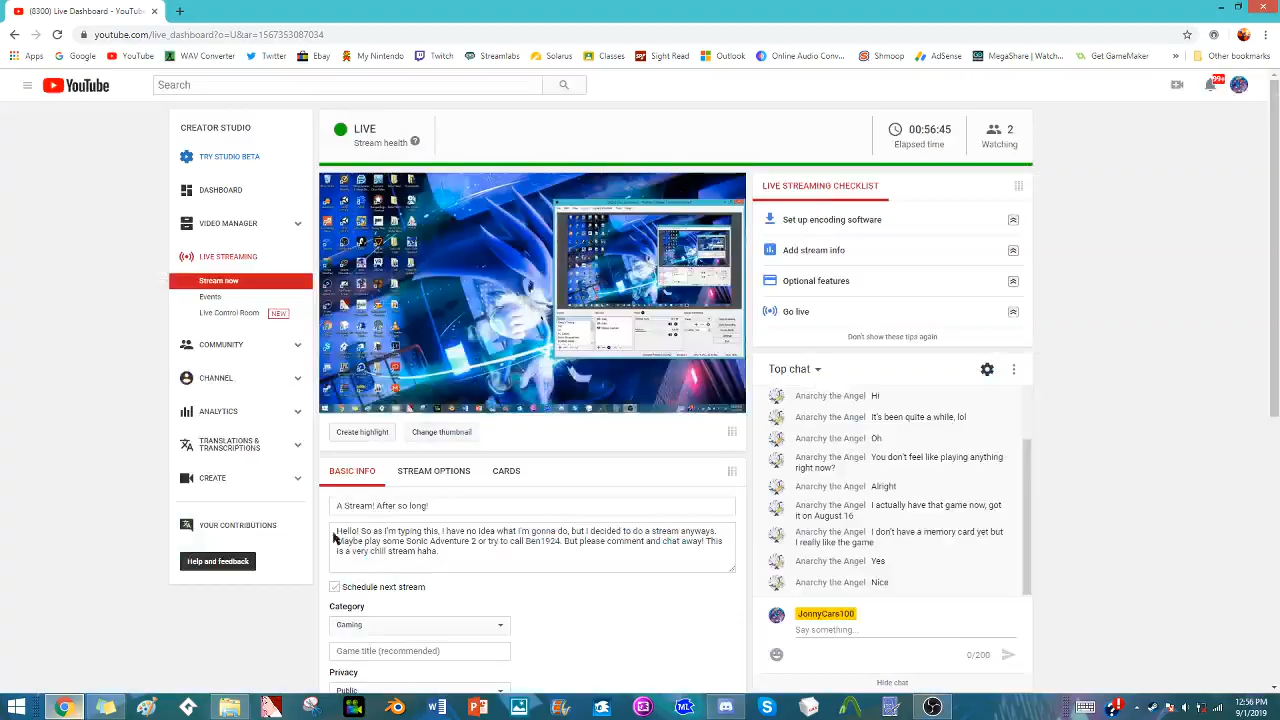 (8300) Live Dashboard - YouTube
youtube.com/live_dashboard?o=U&ar=1567353087034
Apps Google YouTube WAV Converter Twitter Ebay My Nintendo Twitch Streamlabs Solarus Classes Sight Read Outlook Online Audio Conv... Shmoop AdSense MegaShare | Watch... Get GameMaker » Other bookmarks
YouTube
Search
99+
CREATOR STUDIO
TRY STUDIO BETA
DASHBOARD
VIDEO MANAGER
LIVE STREAMING
Stream now
Events
Live Control Room NEW
COMMUNITY
CHANNEL
ANALYTICS
TRANSLATIONS &
TRANSCRIPTIONS
CREATE
YOUR CONTRIBUTIONS
Help and feedback
LIVE
Stream health ?
00:56:45
Elapsed time
2
Watching
Create highlight Change thumbnail
BASIC INFO STREAM OPTIONS CARDS
A Stream! After so long!
Hello! So as I'm typing this, I have no idea what I'm gonna do, but I decided to do a stream anyways.
Maybe play some Sonic Adventure 2 or try to call Ben1924. But please comment and chat away! This
is a very chill stream haha.
Schedule next stream
Category
Gaming
Game title (recommended)
Privacy
Public
LIVE STREAMING CHECKLIST
Set up encoding software
Add stream info
Optional features
Go live
Don't show these tips again
Top chat
Anarchy the Angel Hi
Anarchy the Angel It's been quite a while, lol
Anarchy the Angel Oh
Anarchy the Angel You don't feel like playing anything
right now?
Anarchy the Angel Alright
Anarchy the Angel I actually have that game now, got
it on August 16
Anarchy the Angel I don't have a memory card yet but
I really like the game
Anarchy the Angel Yes
Anarchy the Angel Nice
JonnyCars100
Say something...
0/200
Hide chat
12:56 PM
9/1/2019